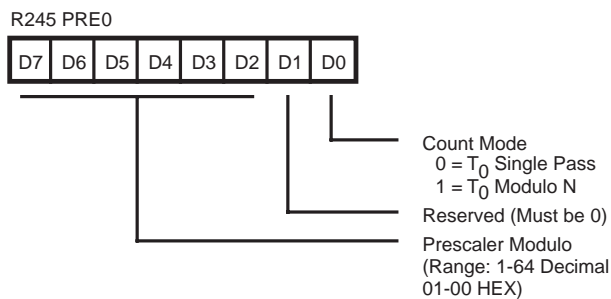 R245 PRE0
D7 D6 D5 D4 D3 D2 D1 D0
Count Mode
0 = T0 Single Pass
1 = T0 Modulo N
Reserved (Must be 0)
Prescaler Modulo
(Range: 1-64 Decimal
01-00 HEX)